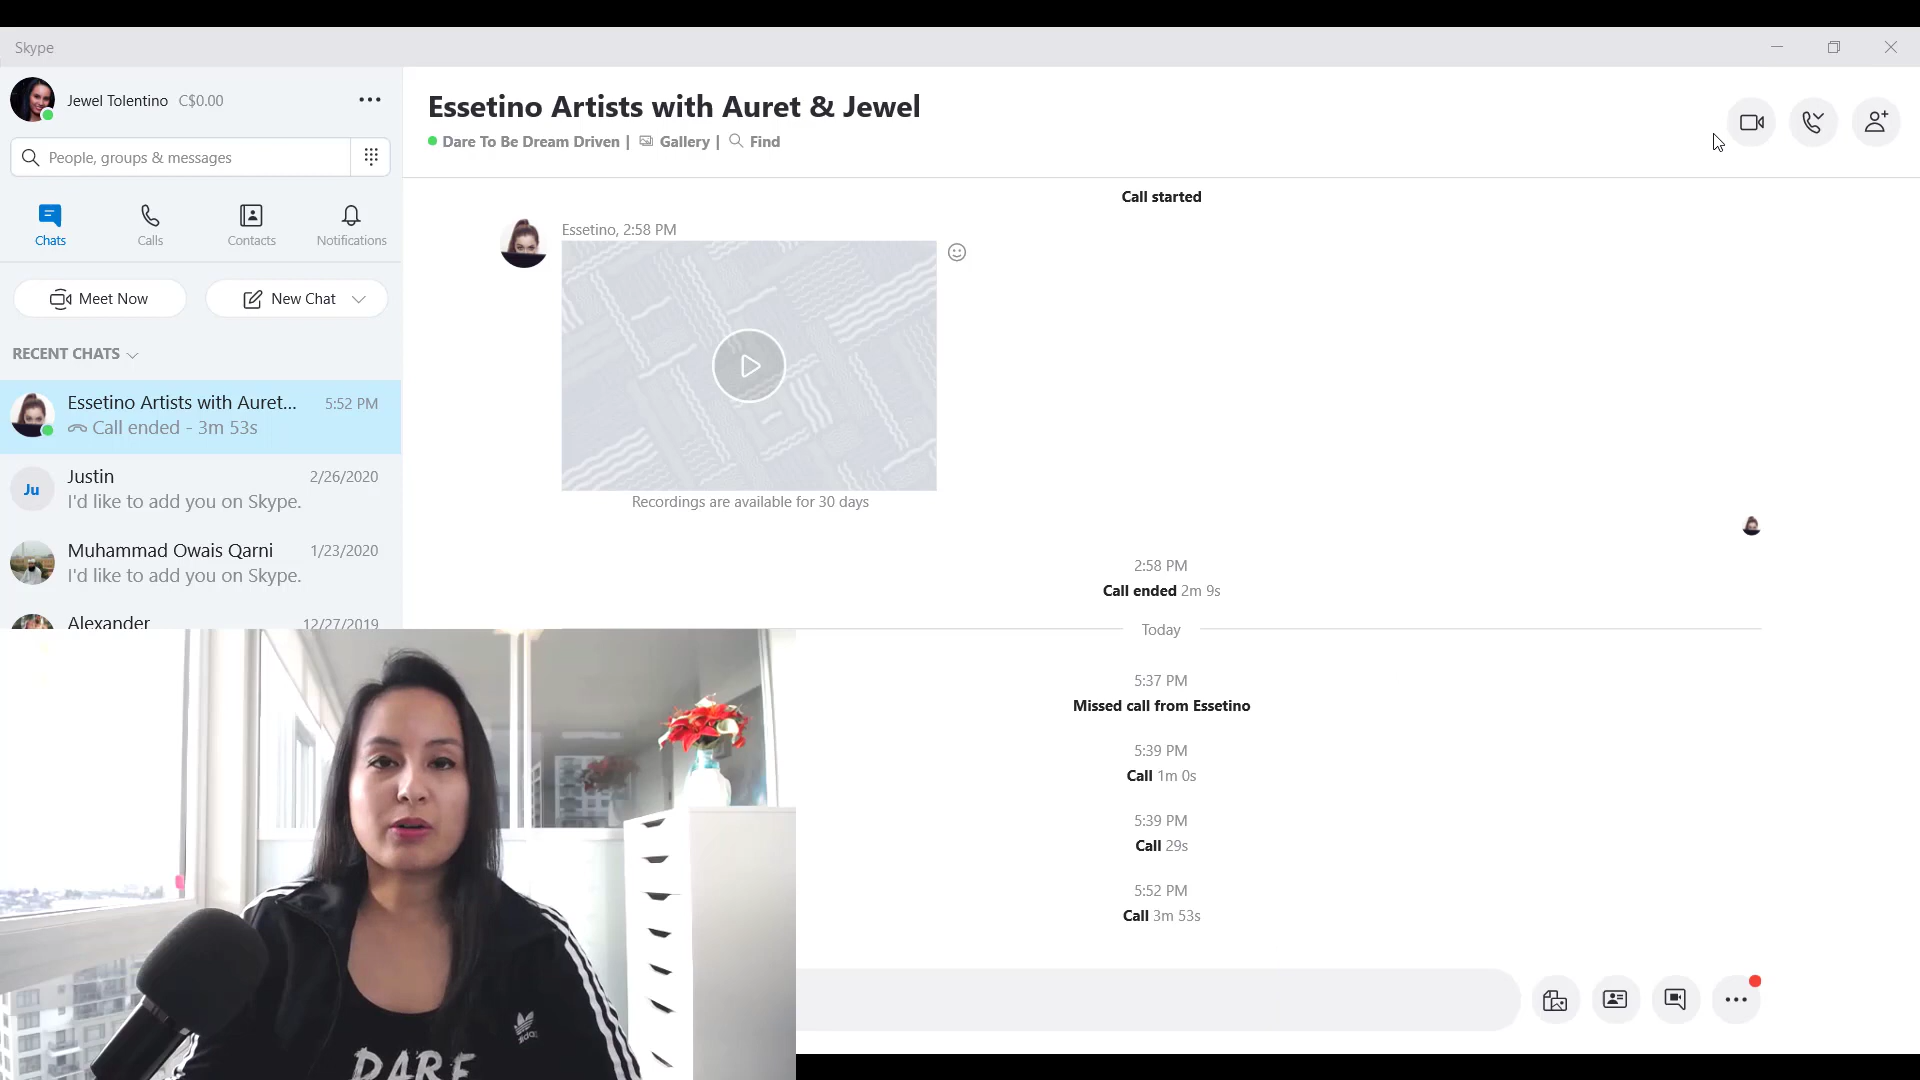 Skype
Jewel Tolentino C$0.00
People, groups & messages
Chats
Calls
Contacts
Notifications
Meet Now
New Chat
RECENT CHATS
Essetino Artists with Auret... 5:52 PM
Call ended - 3m 53s
Ju
Justin 2/26/2020
I'd like to add you on Skype.
Muhammad Owais Qarni 1/23/2020
I'd like to add you on Skype.
Alexander 12/27/2019
Essetino Artists with Auret & Jewel
Dare To Be Dream Driven | Gallery | Find
Call started
Essetino, 2:58 PM
Recordings are available for 30 days
2:58 PM
Call ended 2m 9s
Today
5:37 PM
Missed call from Essetino
5:39 PM
Call 1m 0s
5:39 PM
Call 29s
5:52 PM
Call 3m 53s
adidas
DARE